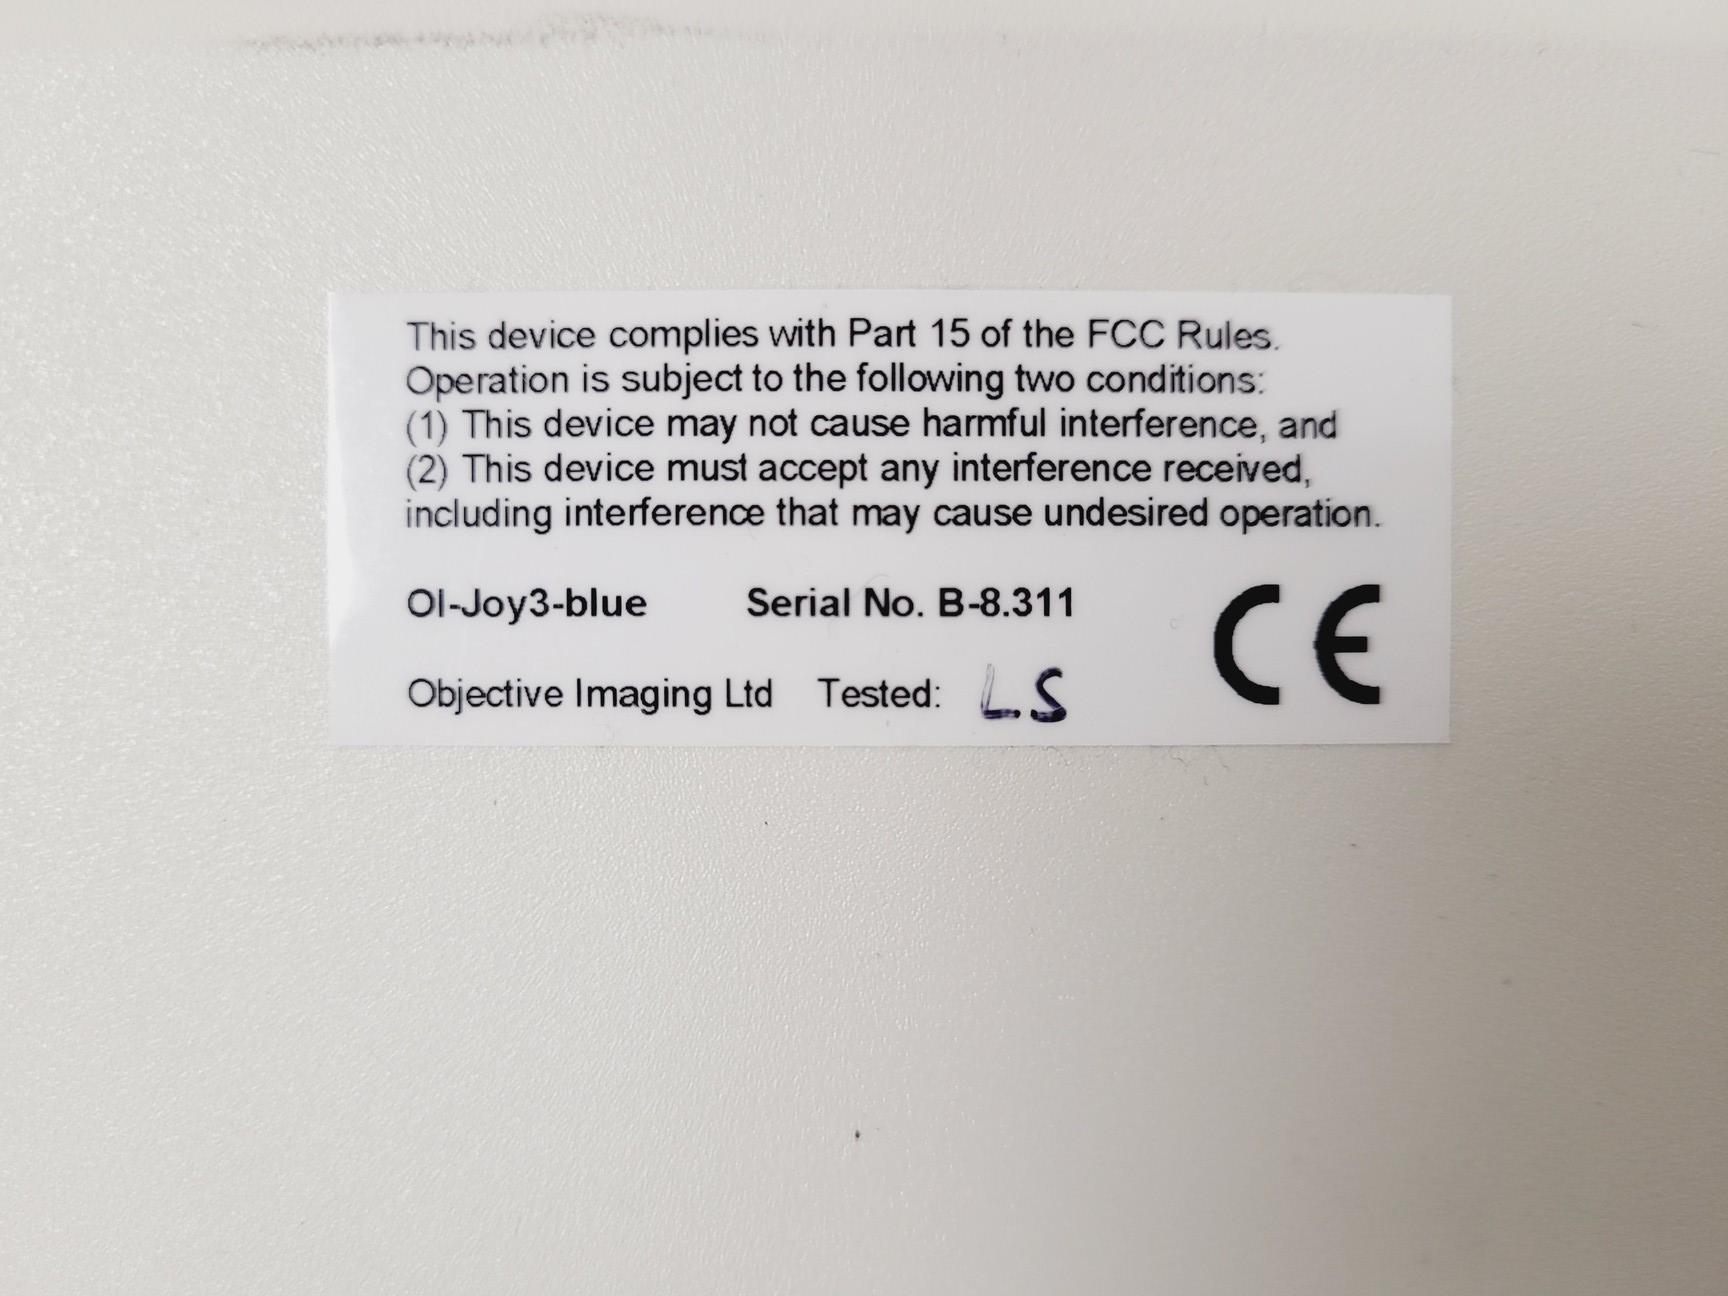 This device complies with Part 15 of the FCC Rules.
Operation is subject to the following two conditions:
(1) This device may not cause harmful interference, and
(2) This device must accept any interference received,
including interference that may cause undesired operation.
OI-Joy3-blue Serial No. B-8.311
Objective Imaging Ltd Tested: L.S
CE